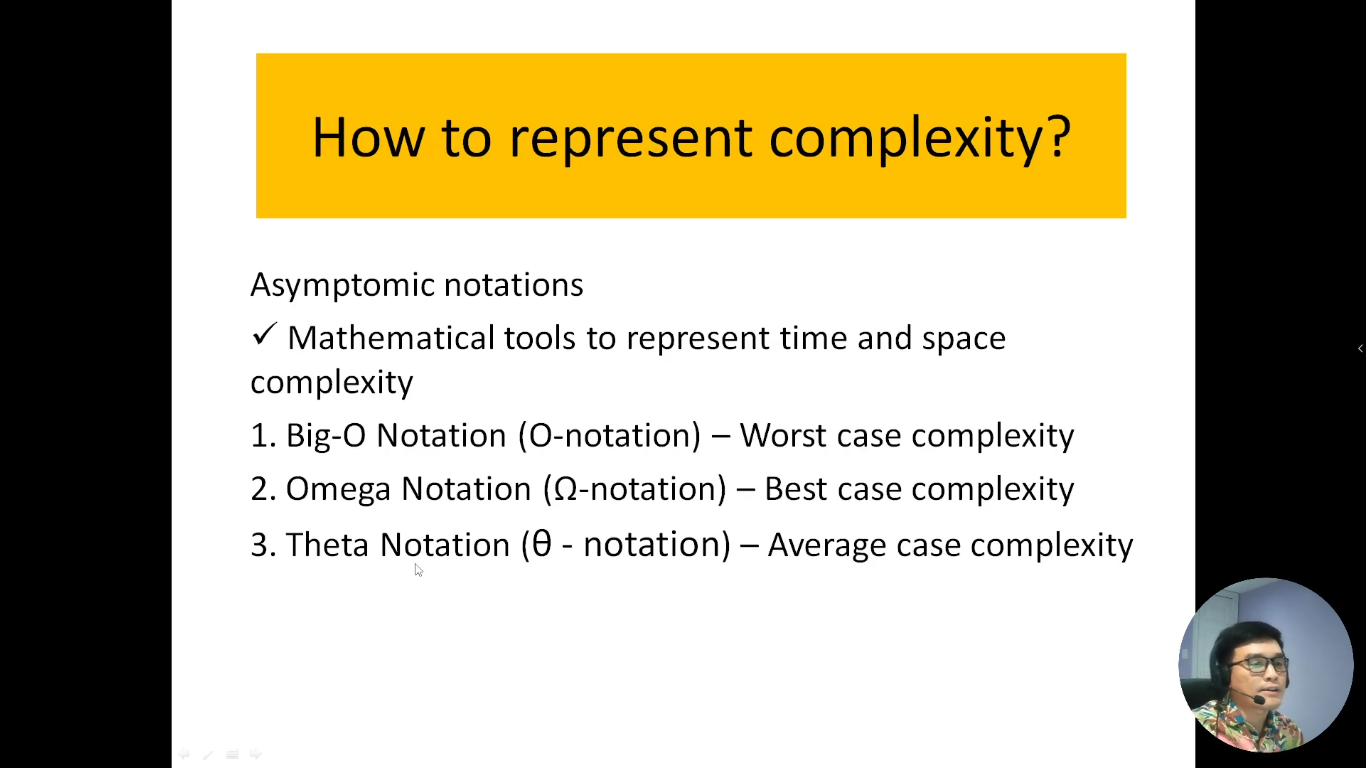 How to represent complexity?
Asymptomic notations
✓ Mathematical tools to represent time and space
complexity
1. Big-O Notation (O-notation) – Worst case complexity
2. Omega Notation (Ω-notation) – Best case complexity
3. Theta Notation (θ - notation) – Average case complexity